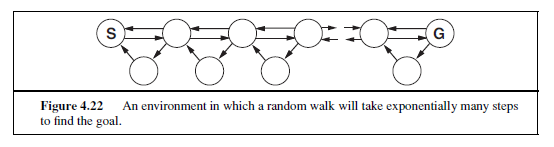 S G
Figure 4.22 An environment in which a random walk will take exponentially many steps
to find the goal.